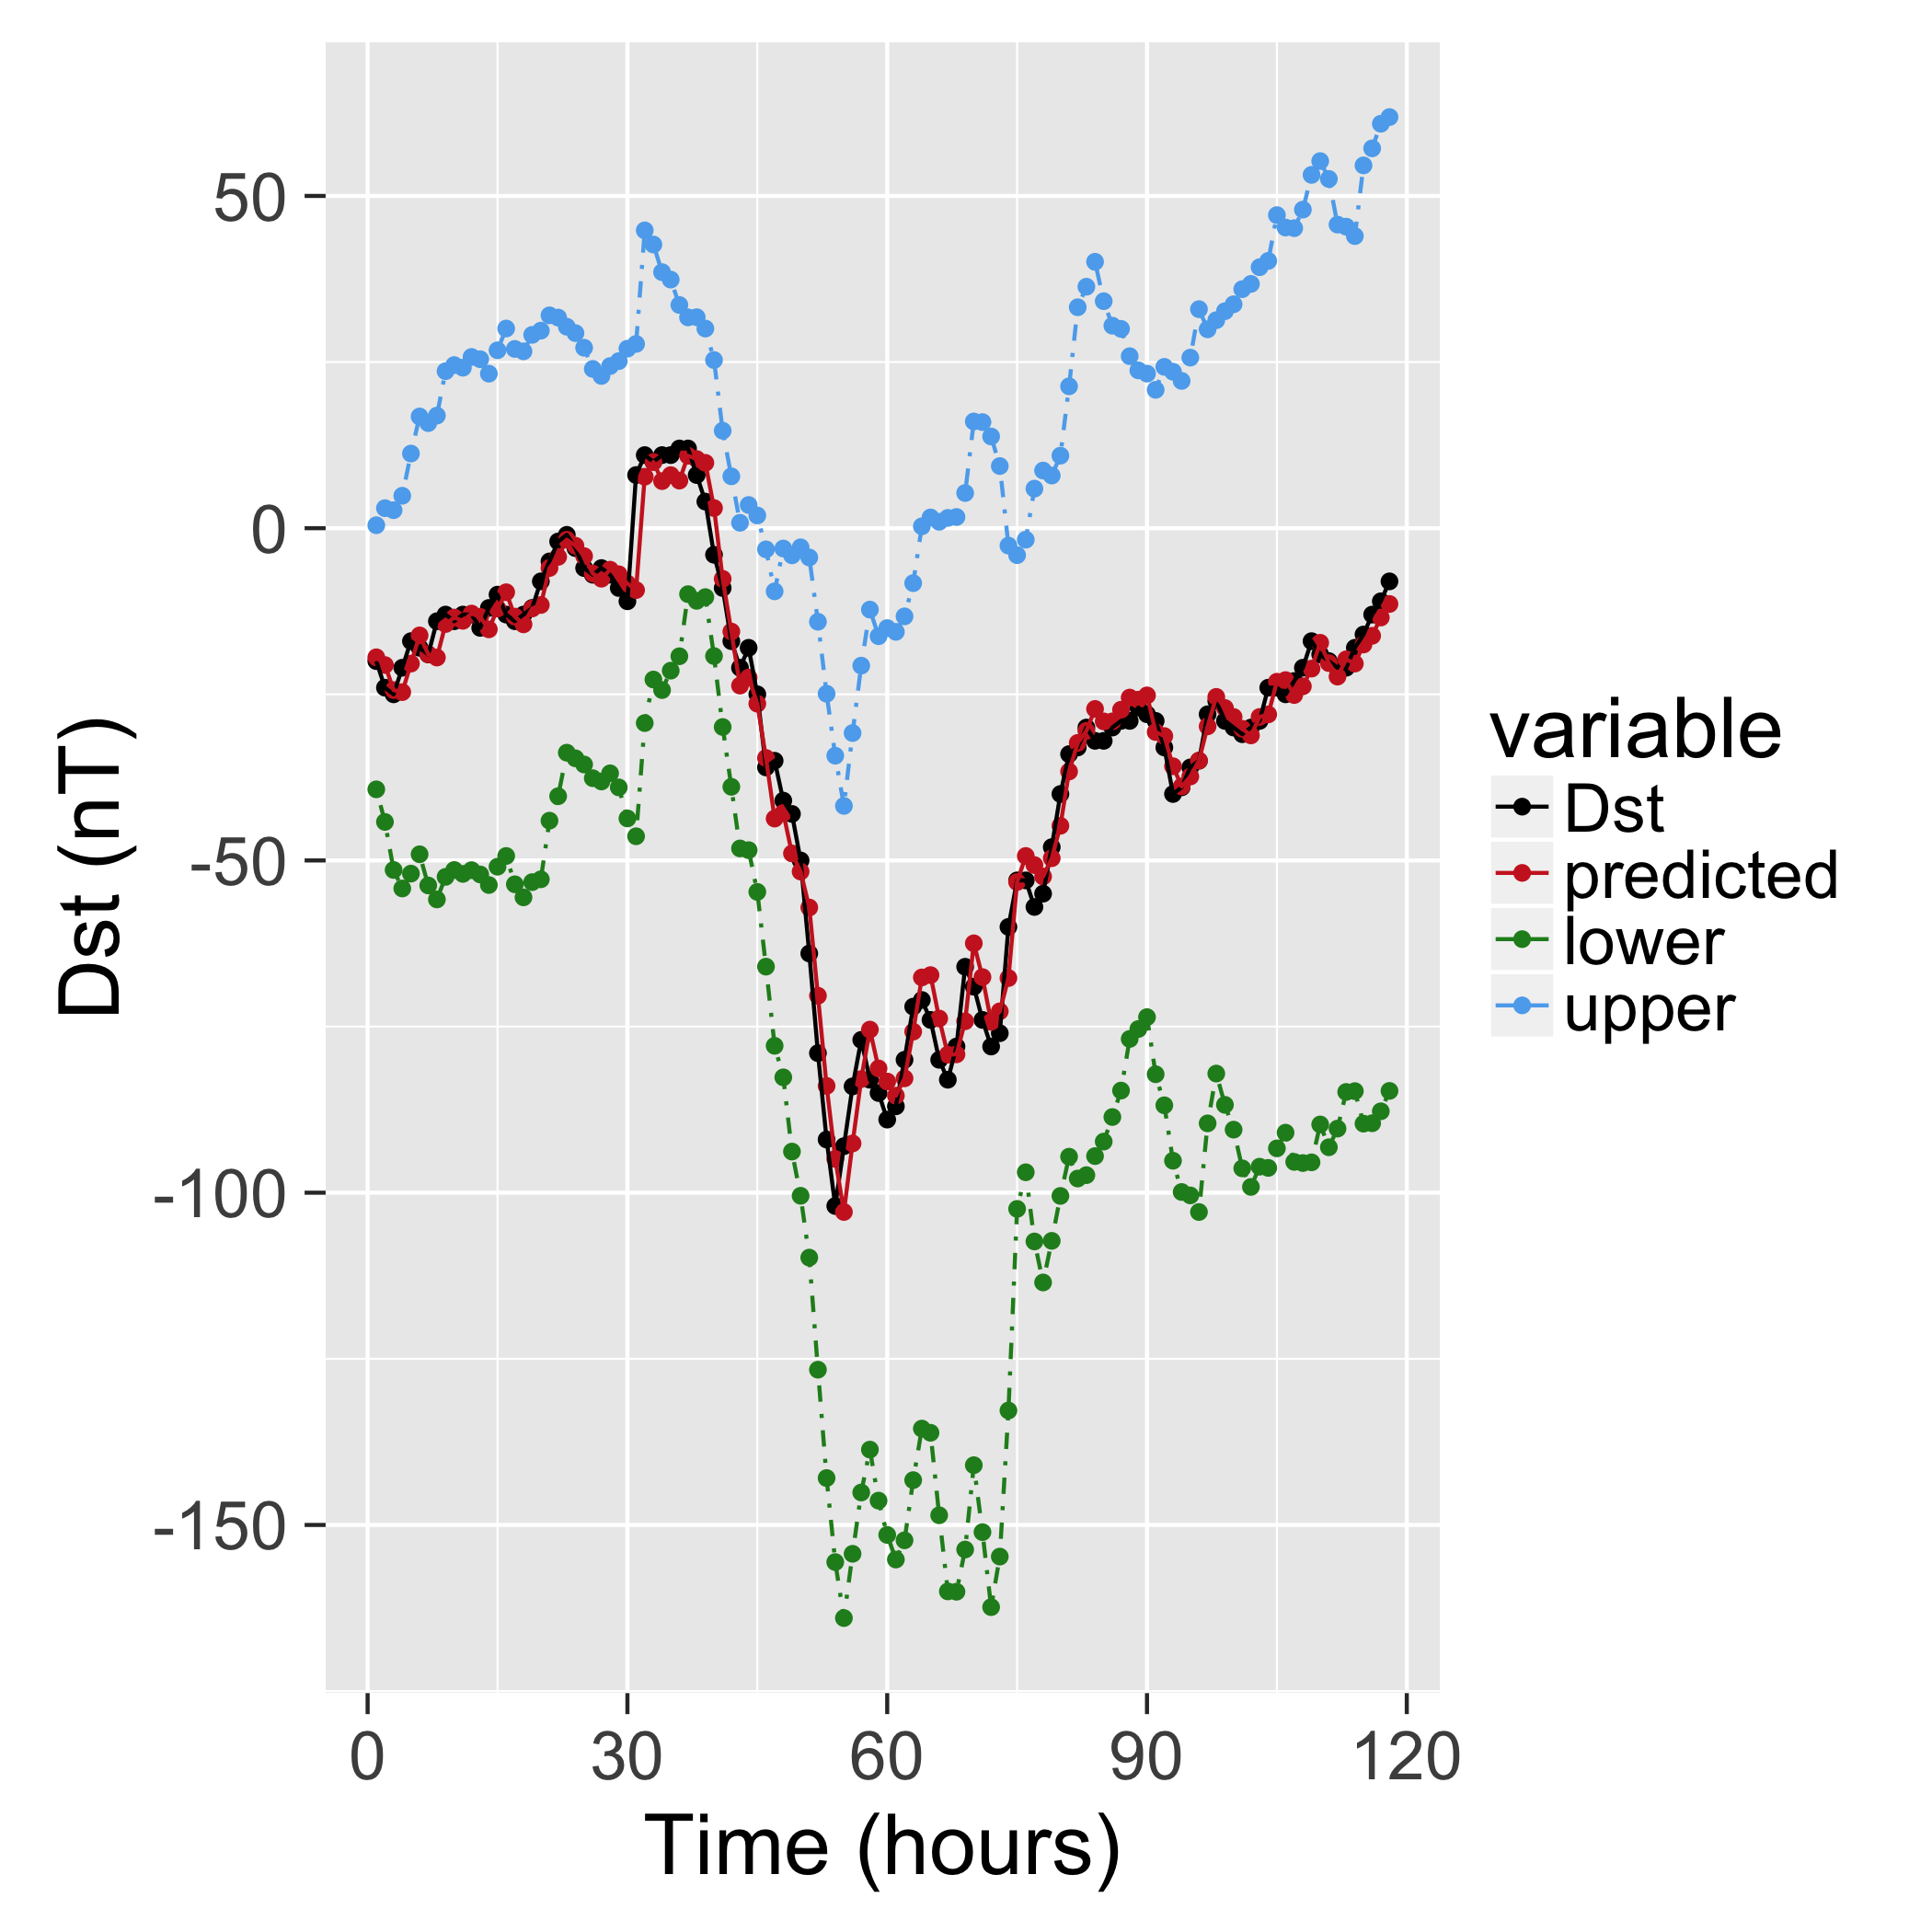 50
0
-50
-100
-150
Dst (nT)
0 30 60 90 120
Time (hours)
variable
Dst
predicted
lower
upper